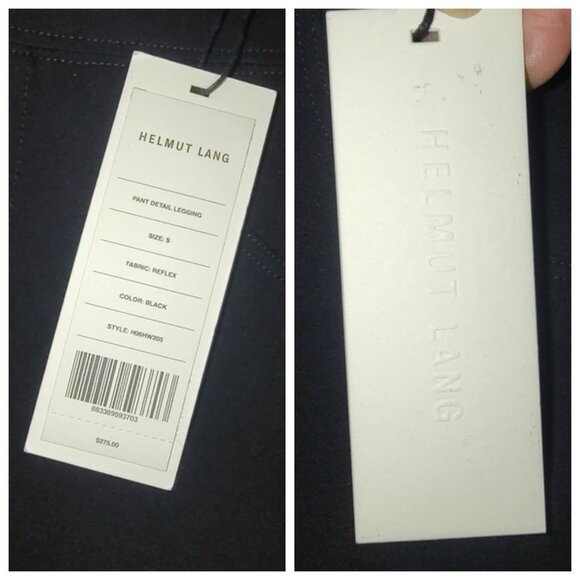 HELMUT LANG
PANT DETAIL LEGGING
SIZE: S
FABRIC: REFLEX
COLOR: BLACK
STYLE: H06HW205
883389593703
$275.00
HELMUT LANG